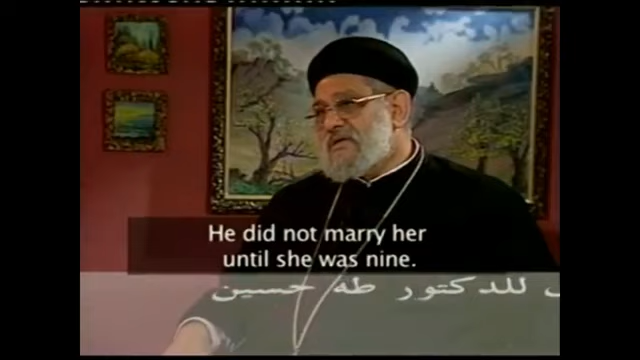 He did not marry her
until she was nine.
للدكتور طه حسين